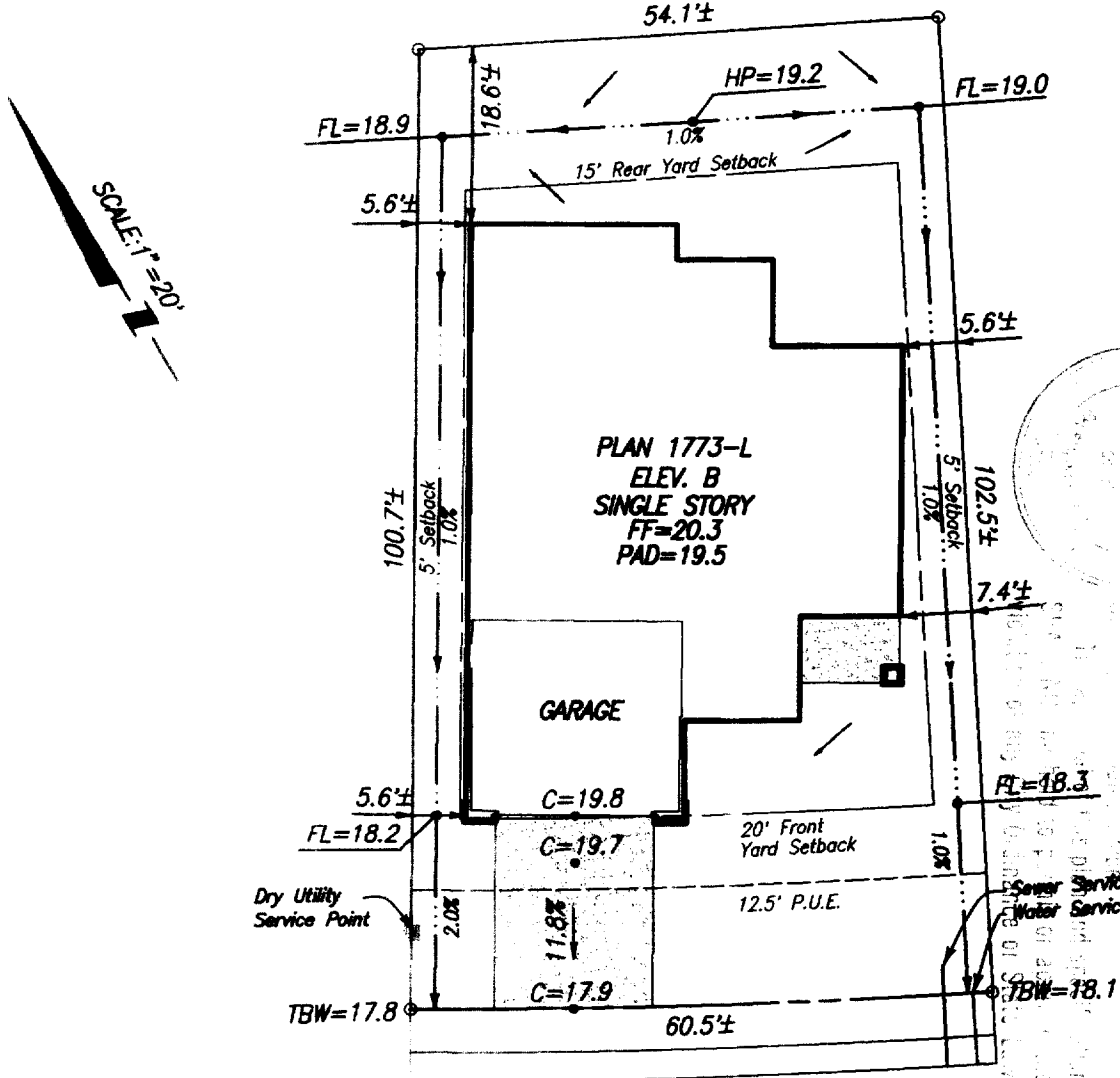 54.1'±
18.6'±
HP=19.2
FL=19.0
FL=18.9
1.0%
15' Rear Yard Setback
SCALE:1"=20'
5.6'±
5.6'±
PLAN 1773-L
ELEV. B
SINGLE STORY
FF=20.3
PAD=19.5
100.7'±
5' Setback
1.0%
5' Setback
1.0%
102.5'±
7.4'±
GARAGE
5.6'±
C=19.8
FL=18.3
FL=18.2
C=19.7
20' Front
Yard Setback
1.0%
Dry Utility
Service Point
2.0%
11.8%
12.5' P.U.E.
Sewer Servic
Water Servic
TBW=17.8
C=17.9
TBW=18.1
60.5'±